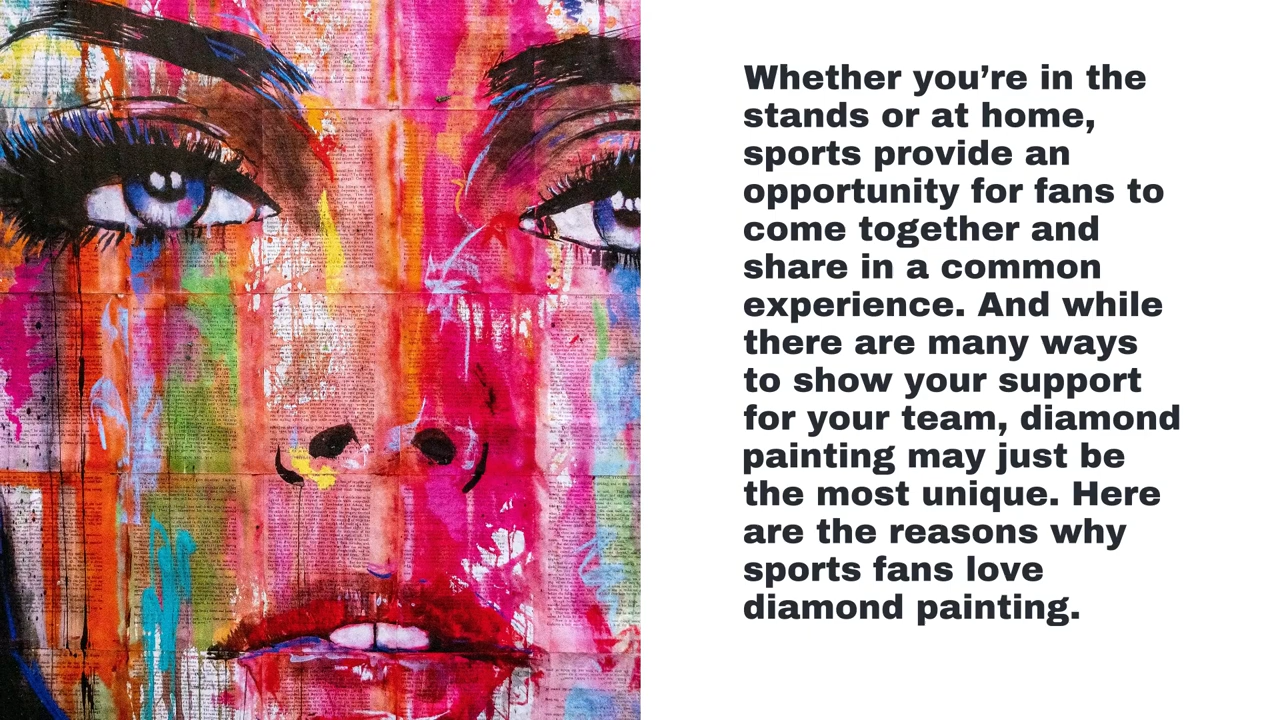 Whether you’re in the
stands or at home,
sports provide an
opportunity for fans to
come together and
share in a common
experience. And while
there are many ways
to show your support
for your team, diamond
painting may just be
the most unique. Here
are the reasons why
sports fans love
diamond painting.